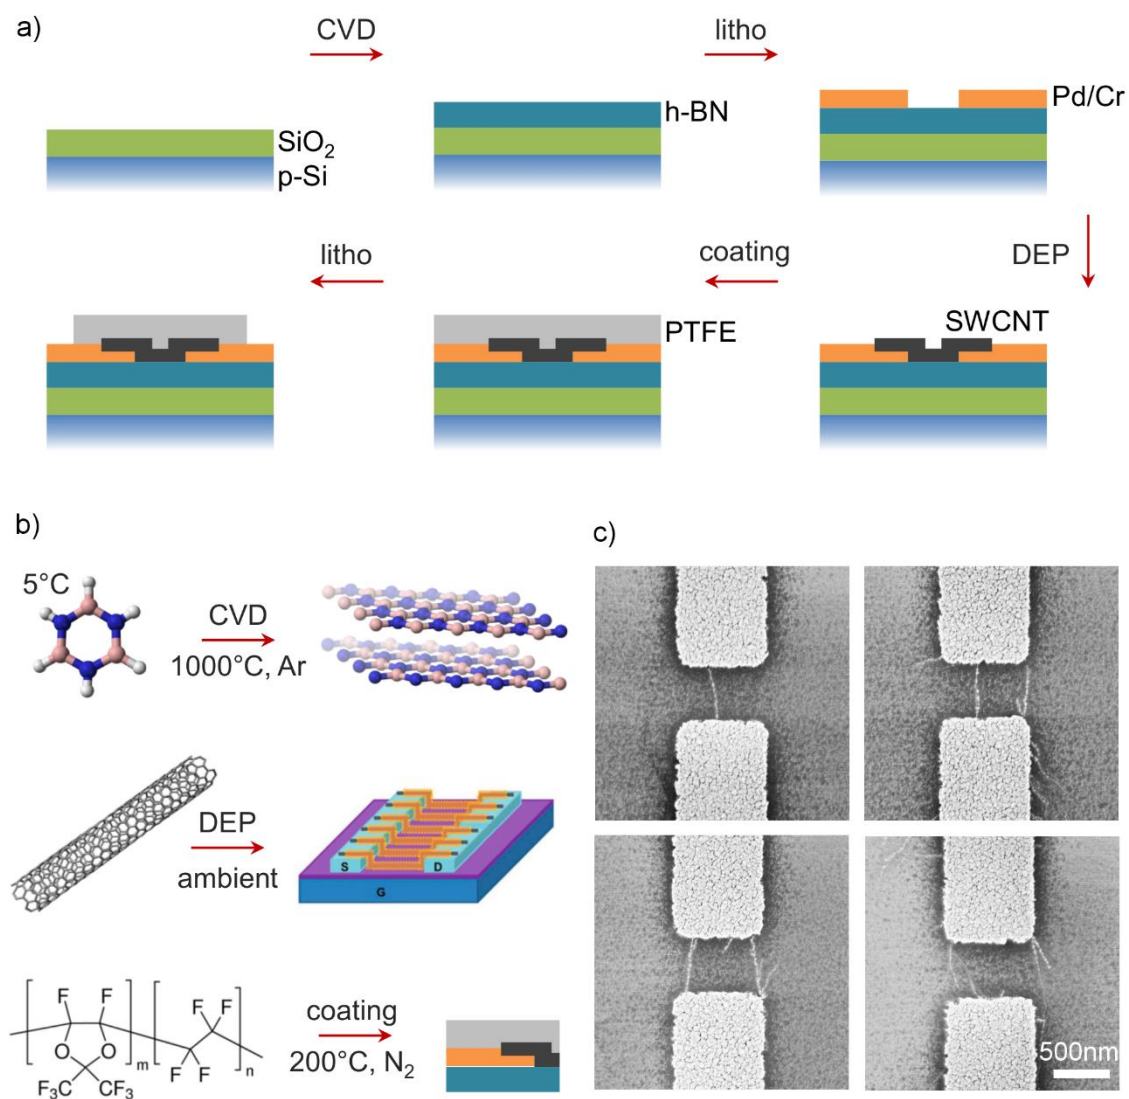 a)
CVD
litho
SiO₂
p-Si
h-BN
Pd/Cr
litho
coating
DEP
PTFE
SWCNT
b)
5°C
CVD
1000°C, Ar
DEP
ambient
S
D
G
F
F
F
F
O
O
F
F
m
n
F₃C
CF₃
coating
200°C, N₂
c)
500nm